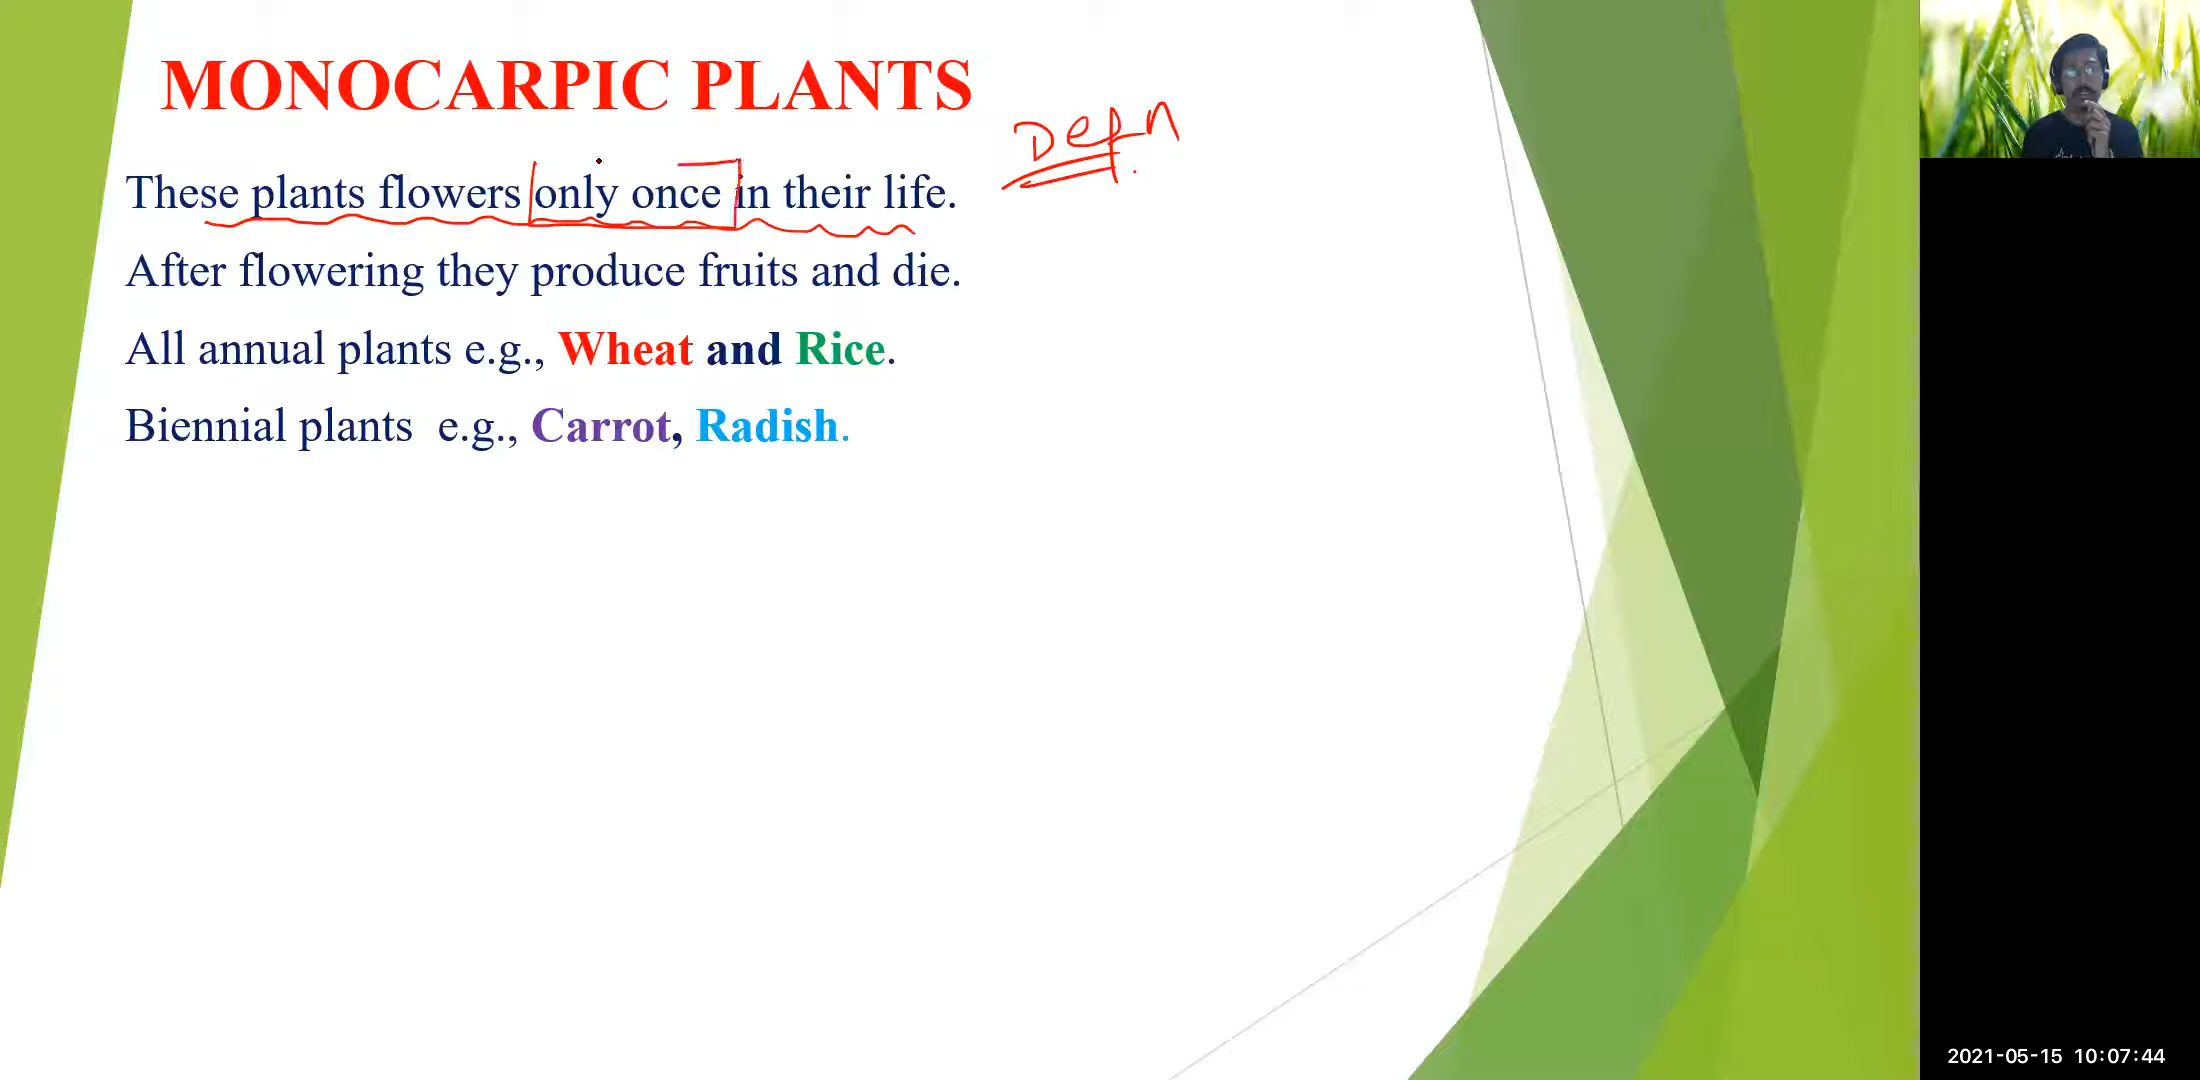 MONOCARPIC PLANTS
Defn
These plants flowers only once in their life.
After flowering they produce fruits and die.
All annual plants e.g., Wheat and Rice.
Biennial plants e.g., Carrot, Radish.
2021-05-15 10:07:44